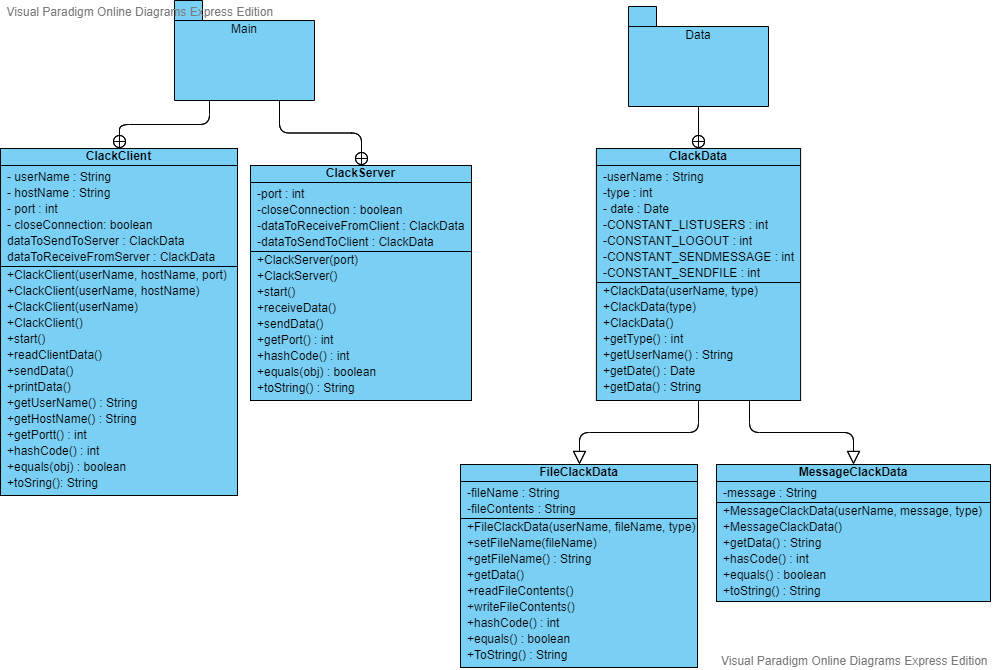 Visual Paradigm Online Diagrams Express Edition
Main
Data
ClackClient
- userName : String
- hostName : String
- port : int
- closeConnection: boolean
dataToSendToServer : ClackData
dataToReceiveFromServer : ClackData
+ClackClient(userName, hostName, port)
+ClackClient(userName, hostName)
+ClackClient(userName)
+ClackClient()
+start()
+readClientData()
+sendData()
+printData()
+getUserName() : String
+getHostName() : String
+getPortt() : int
+hashCode() : int
+equals(obj) : boolean
+toSring(): String
ClackServer
-port : int
-closeConnection : boolean
-dataToReceiveFromClient : ClackData
-dataToSendToClient : ClackData
+ClackServer(port)
+ClackServer()
+start()
+receiveData()
+sendData()
+getPort() : int
+hashCode() : int
+equals(obj) : boolean
+toString() : String
ClackData
-userName : String
-type : int
- date : Date
-CONSTANT_LISTUSERS : int
-CONSTANT_LOGOUT : int
-CONSTANT_SENDMESSAGE : int
-CONSTANT_SENDFILE : int
+ClackData(userName, type)
+ClackData(type)
+ClackData()
+getType() : int
+getUserName() : String
+getDate() : Date
+getData() : String
FileClackData
-fileName : String
-fileContents : String
+FileClackData(userName, fileName, type)
+setFileName(fileName)
+getFileName() : String
+getData()
+readFileContents()
+writeFileContents()
+hashCode() : int
+equals() : boolean
+ToString() : String
MessageClackData
-message : String
+MessageClackData(userName, message, type)
+MessageClackData()
+getData() : String
+hasCode() : int
+equals() : boolean
+toString() : String
Visual Paradigm Online Diagrams Express Edition